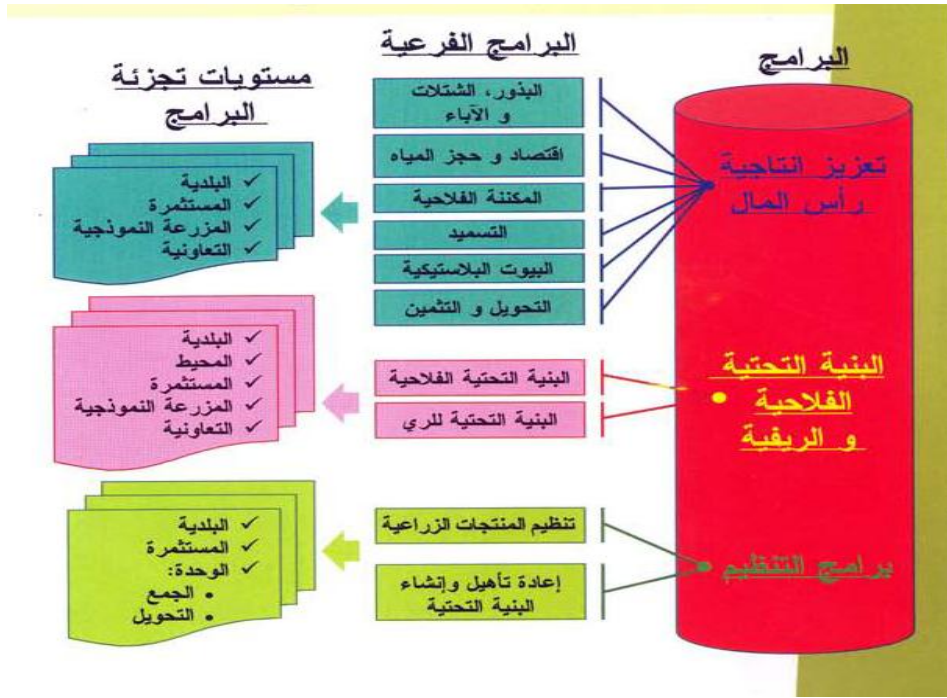 البرامج
البرامج الفرعية
مستويات تجزئة
البرامج
تعزيز انتاجية
رأس المال
البذور، الشتلات
و الآباء
اقتصاد و حجز المياه
المكننة الفلاحية
التسميد
البيوت البلاستيكية
التحويل و التثمين
✓ البلدية
✓ المستثمرة
✓ المزرعة النموذجية
✓ التعاونية
البنية التحتية
الفلاحية
و الريفية
البنية التحتية الفلاحية
البنية التحتية للري
✓ البلدية
✓ المحيط
✓ المستثمرة
✓ المزرعة النموذجية
✓ التعاونية
برامج التنظيم
تنظيم المنتجات الزراعية
إعادة تأهيل وإنشاء
البنية التحتية
✓ البلدية
✓ المستثمرة
✓ الوحدة:
• الجمع
• التحويل